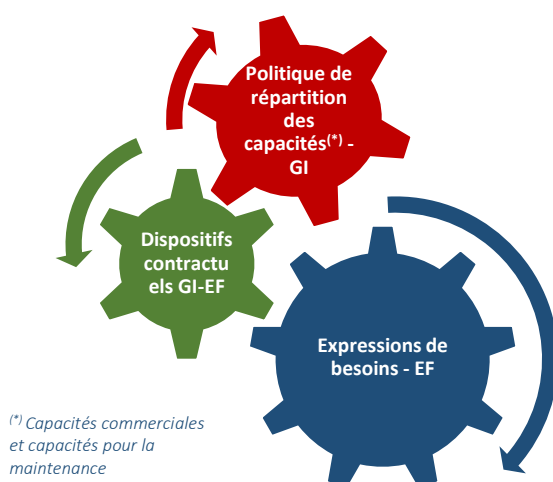 Politique de
répartition
des
capacités(*) -
GI
Dispositifs
contractu
els GI-EF
Expressions de
besoins - EF
(*) Capacités commerciales
et capacités pour la
maintenance